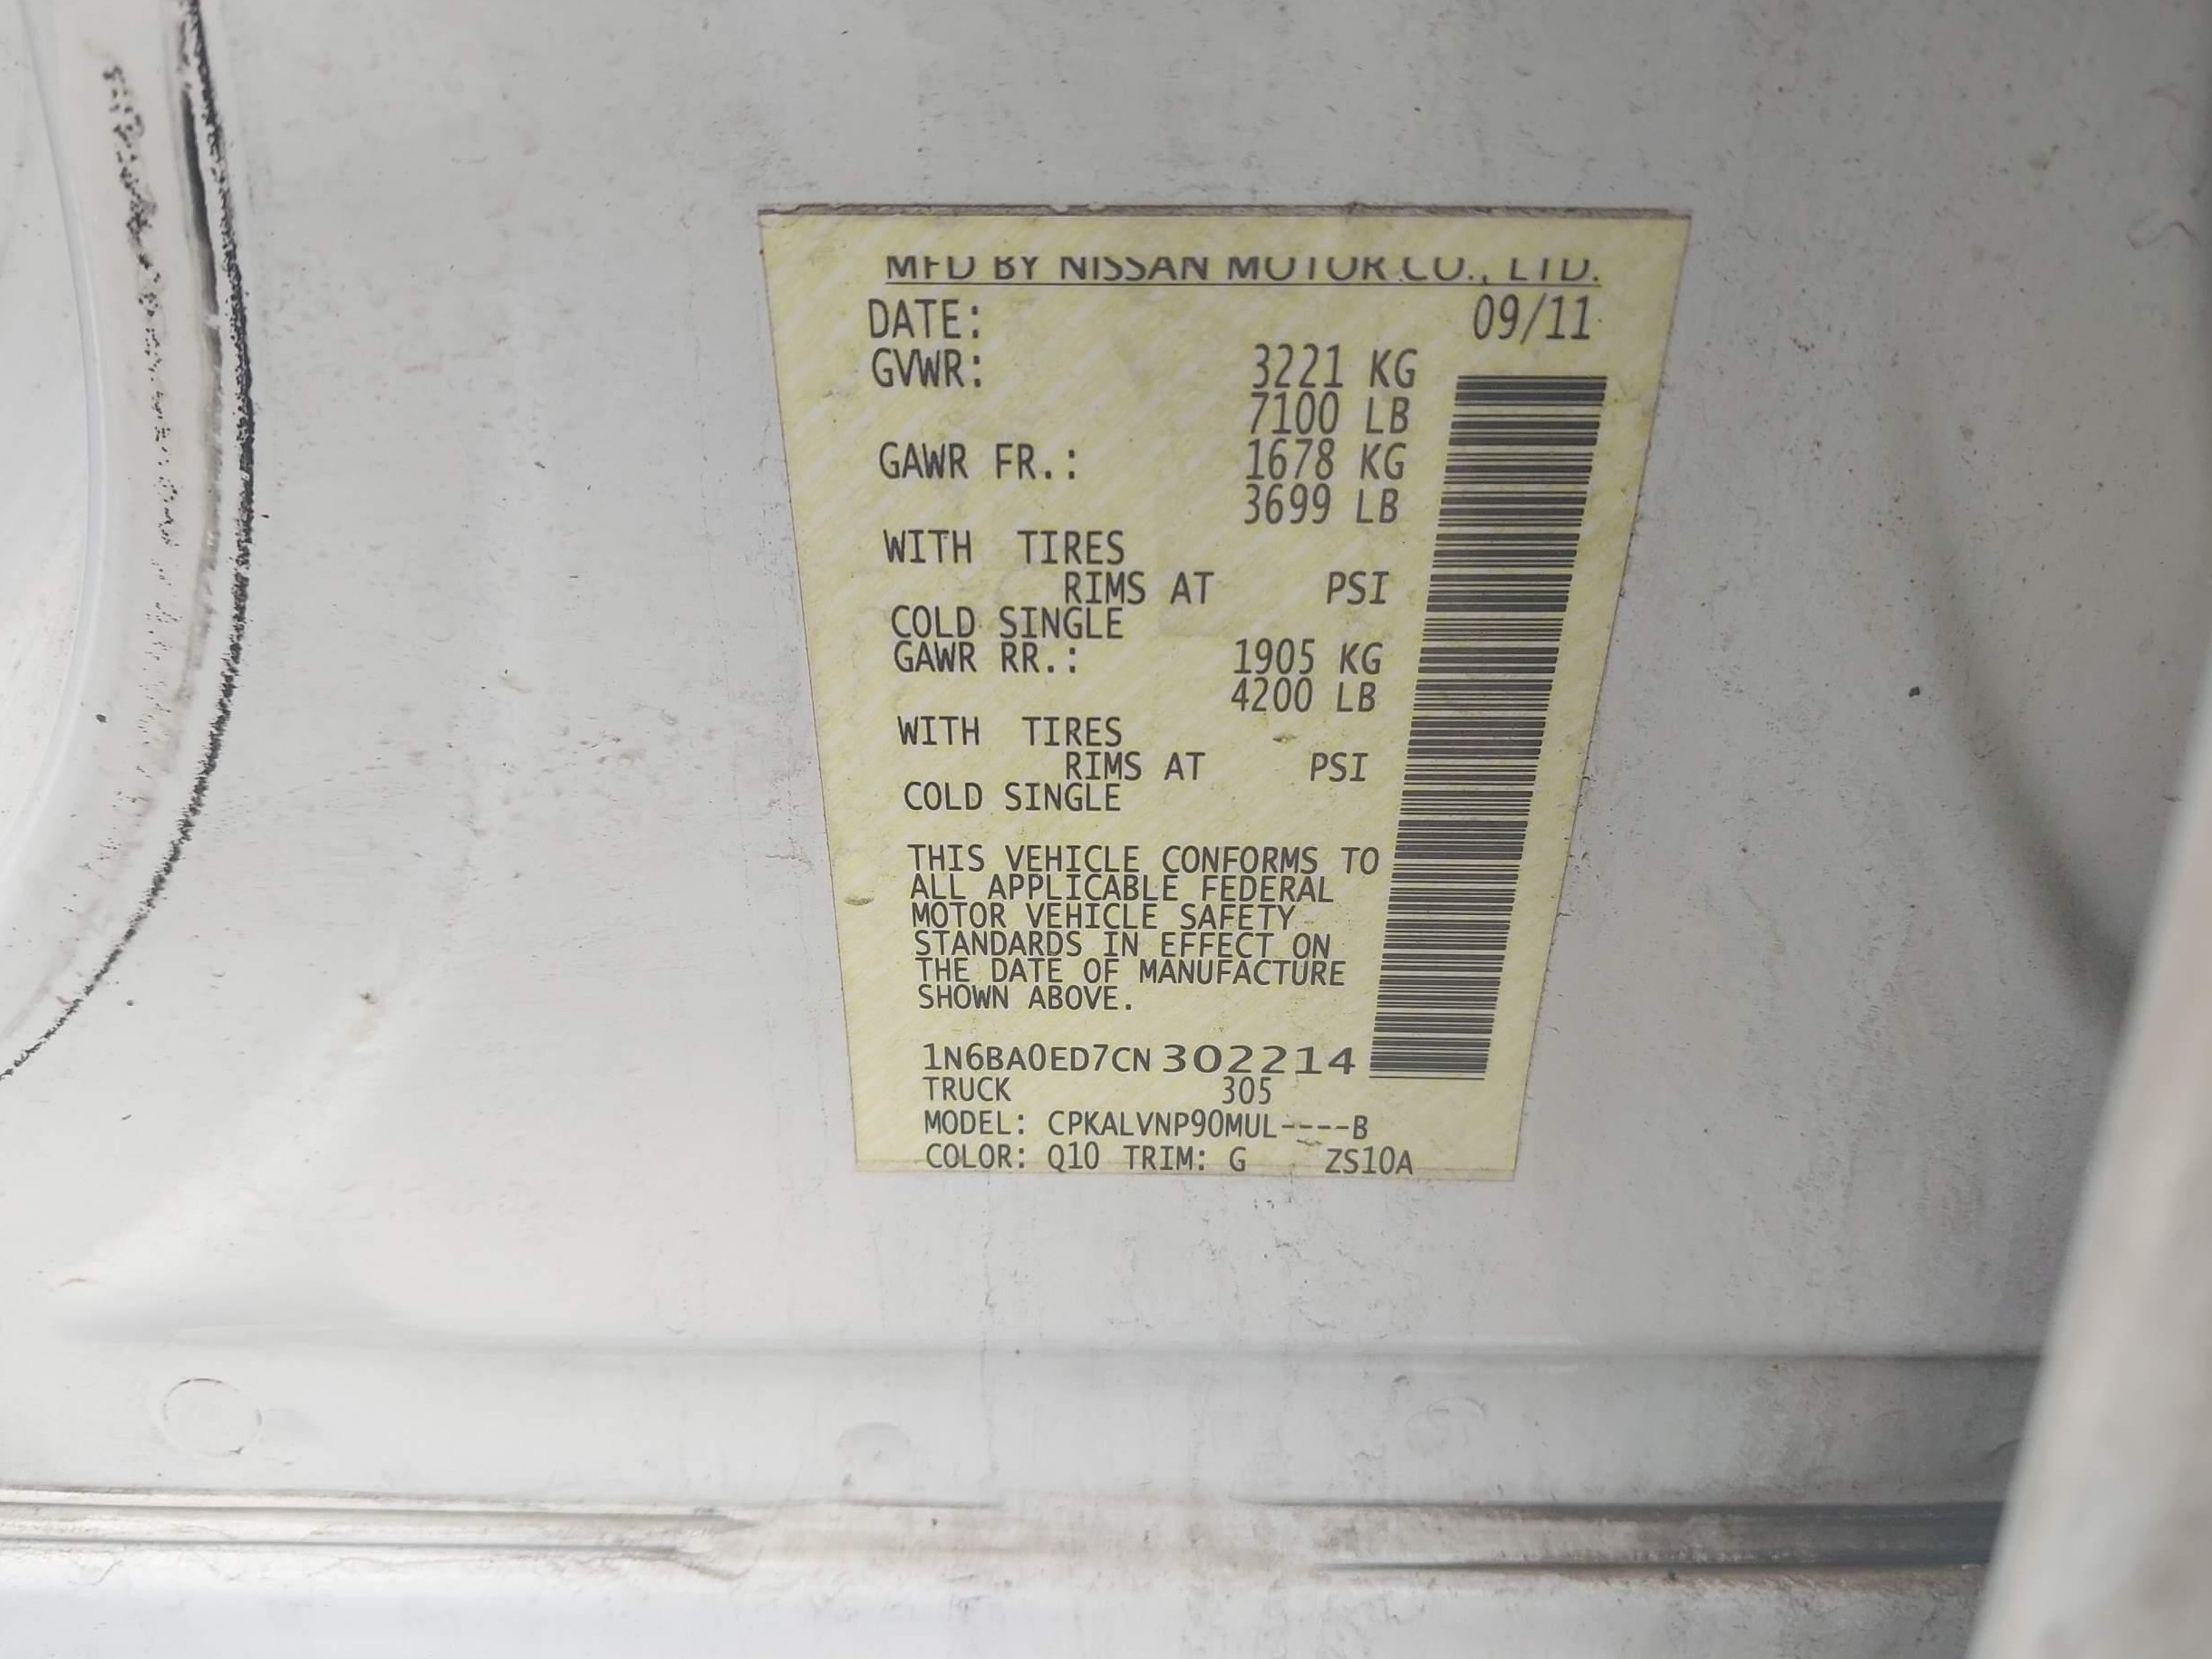 MFD BY NISSAN MOTOR CO., LTD.
DATE: 09/11
GVWR: 3221 KG
7100 LB
GAWR FR.: 1678 KG
3699 LB
WITH TIRES
RIMS AT PSI
COLD SINGLE
GAWR RR.: 1905 KG
4200 LB
WITH TIRES
RIMS AT PSI
COLD SINGLE
THIS VEHICLE CONFORMS TO
ALL APPLICABLE FEDERAL
MOTOR VEHICLE SAFETY
STANDARDS IN EFFECT ON
THE DATE OF MANUFACTURE
SHOWN ABOVE.
1N6BA0ED7CN302214
TRUCK 305
MODEL: CPKALVNP90MUL----B
COLOR: Q10 TRIM: G ZS10A